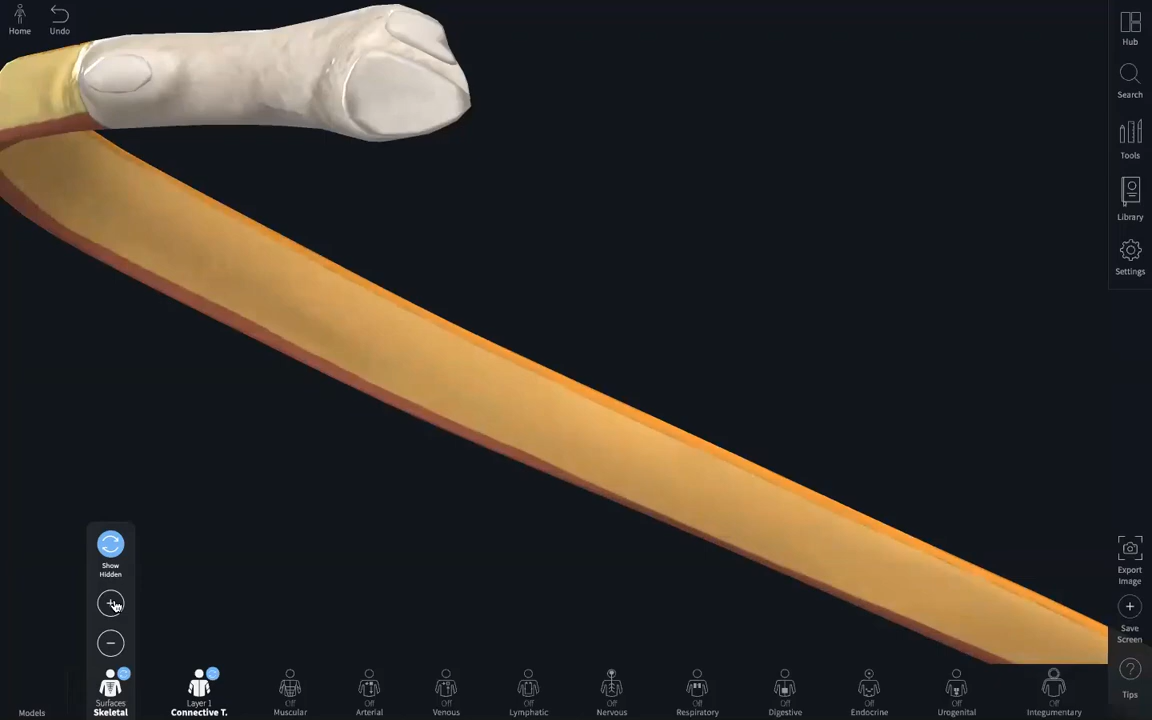 Home
Undo
Hub
Search
Tools
Library
Settings
Show
Hidden
Export
Image
Save
Screen
Tips
Models
Surfaces
Skeletal
Layer 1
Connective T.
Off
Muscular
Off
Arterial
Off
Venous
Off
Lymphatic
Off
Nervous
Off
Respiratory
Off
Digestive
Off
Endocrine
Off
Urogenital
Off
Integumentary